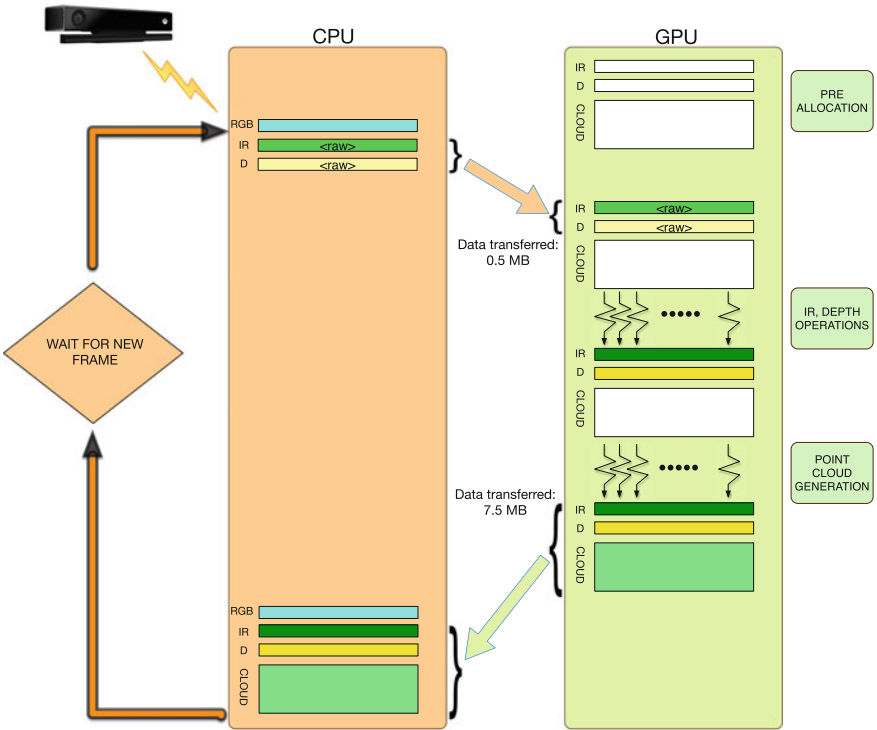 CPU
GPU
IR
D
CLOUD
PRE
ALLOCATION
RGB
IR
<raw>
D
<raw>
IR
<raw>
D
<raw>
CLOUD
Data transferred:
0.5 MB
IR, DEPTH
OPERATIONS
WAIT FOR NEW
FRAME
IR
D
CLOUD
POINT
CLOUD
GENERATION
Data transferred:
7.5 MB
IR
D
CLOUD
RGB
IR
D
CLOUD